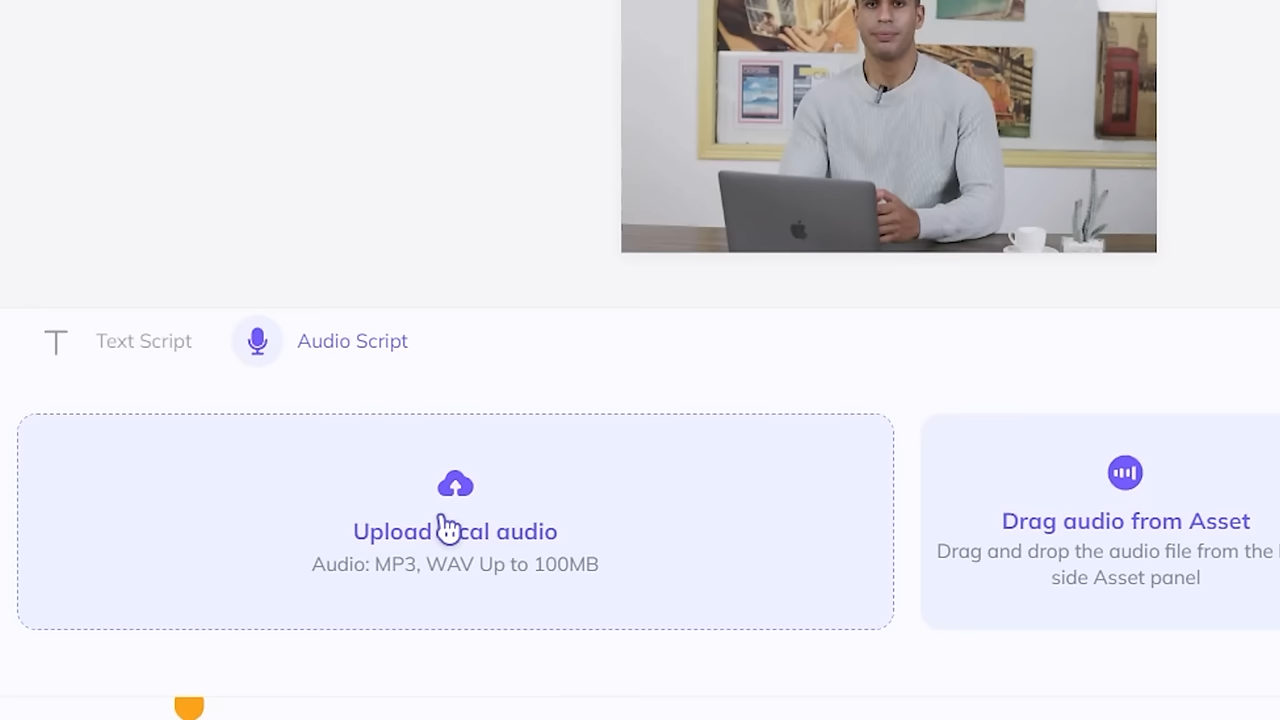 Text Script
Audio Script
Upload cal audio
Audio: MP3, WAV Up to 100MB
Drag audio from Asset
Drag and drop the audio file from the
side Asset panel